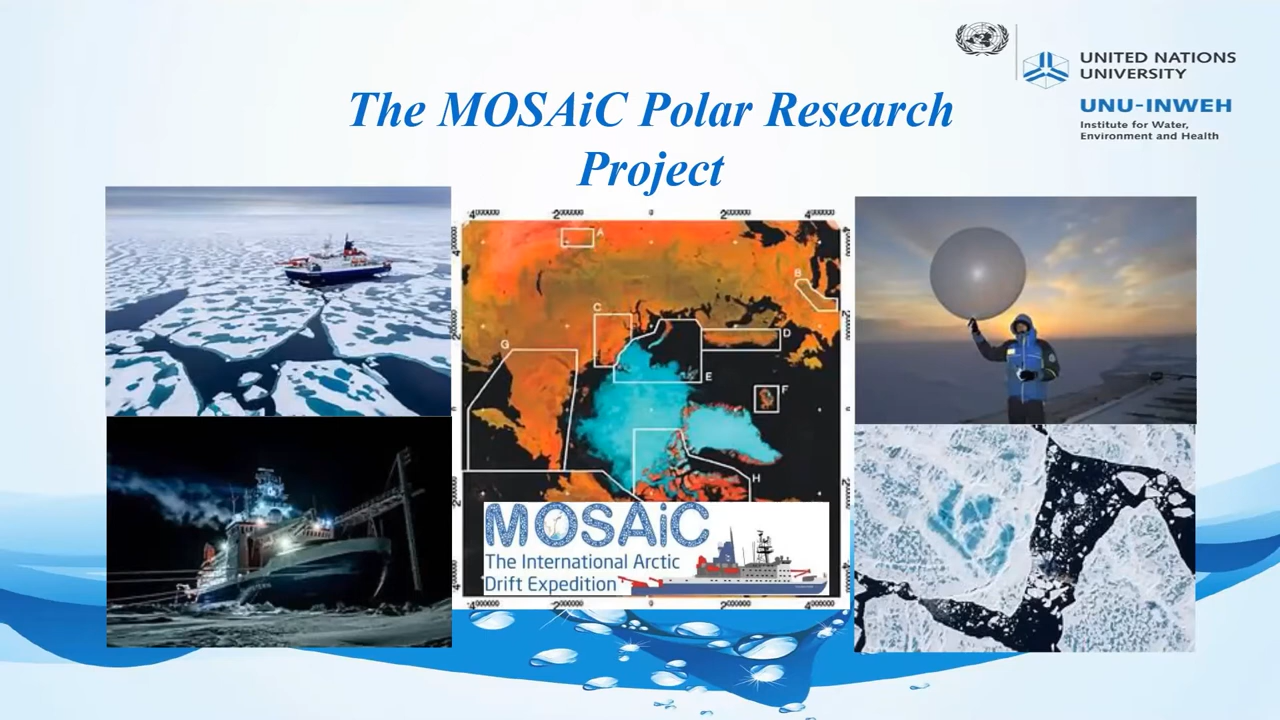 UNITED NATIONS
UNIVERSITY
UNU-INWEH
Institute for Water,
Environment and Health
The MOSAiC Polar Research
Project
A
B
C
D
G
E
F
H
MOSAiC
The International Arctic
Drift Expedition